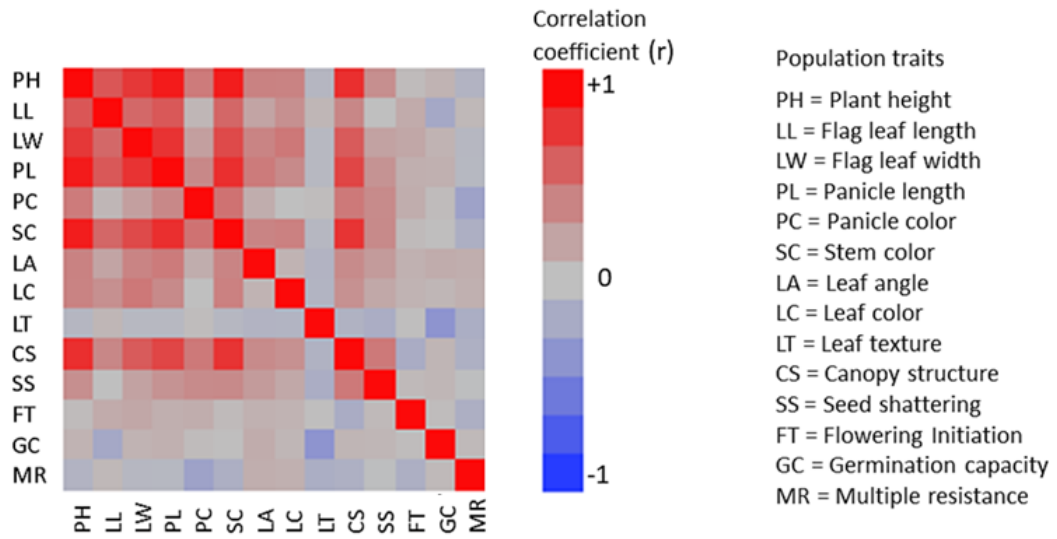 Correlation
coefficient (r)
+1
0
-1
PH
LL
LW
PL
PC
SC
LA
LC
LT
CS
SS
FT
GC
MR
PH LL LW PL PC SC LA LC LT CS SS FT GC MR
Population traits
PH = Plant height
LL = Flag leaf length
LW = Flag leaf width
PL = Panicle length
PC = Panicle color
SC = Stem color
LA = Leaf angle
LC = Leaf color
LT = Leaf texture
CS = Canopy structure
SS = Seed shattering
FT = Flowering Initiation
GC = Germination capacity
MR = Multiple resistance